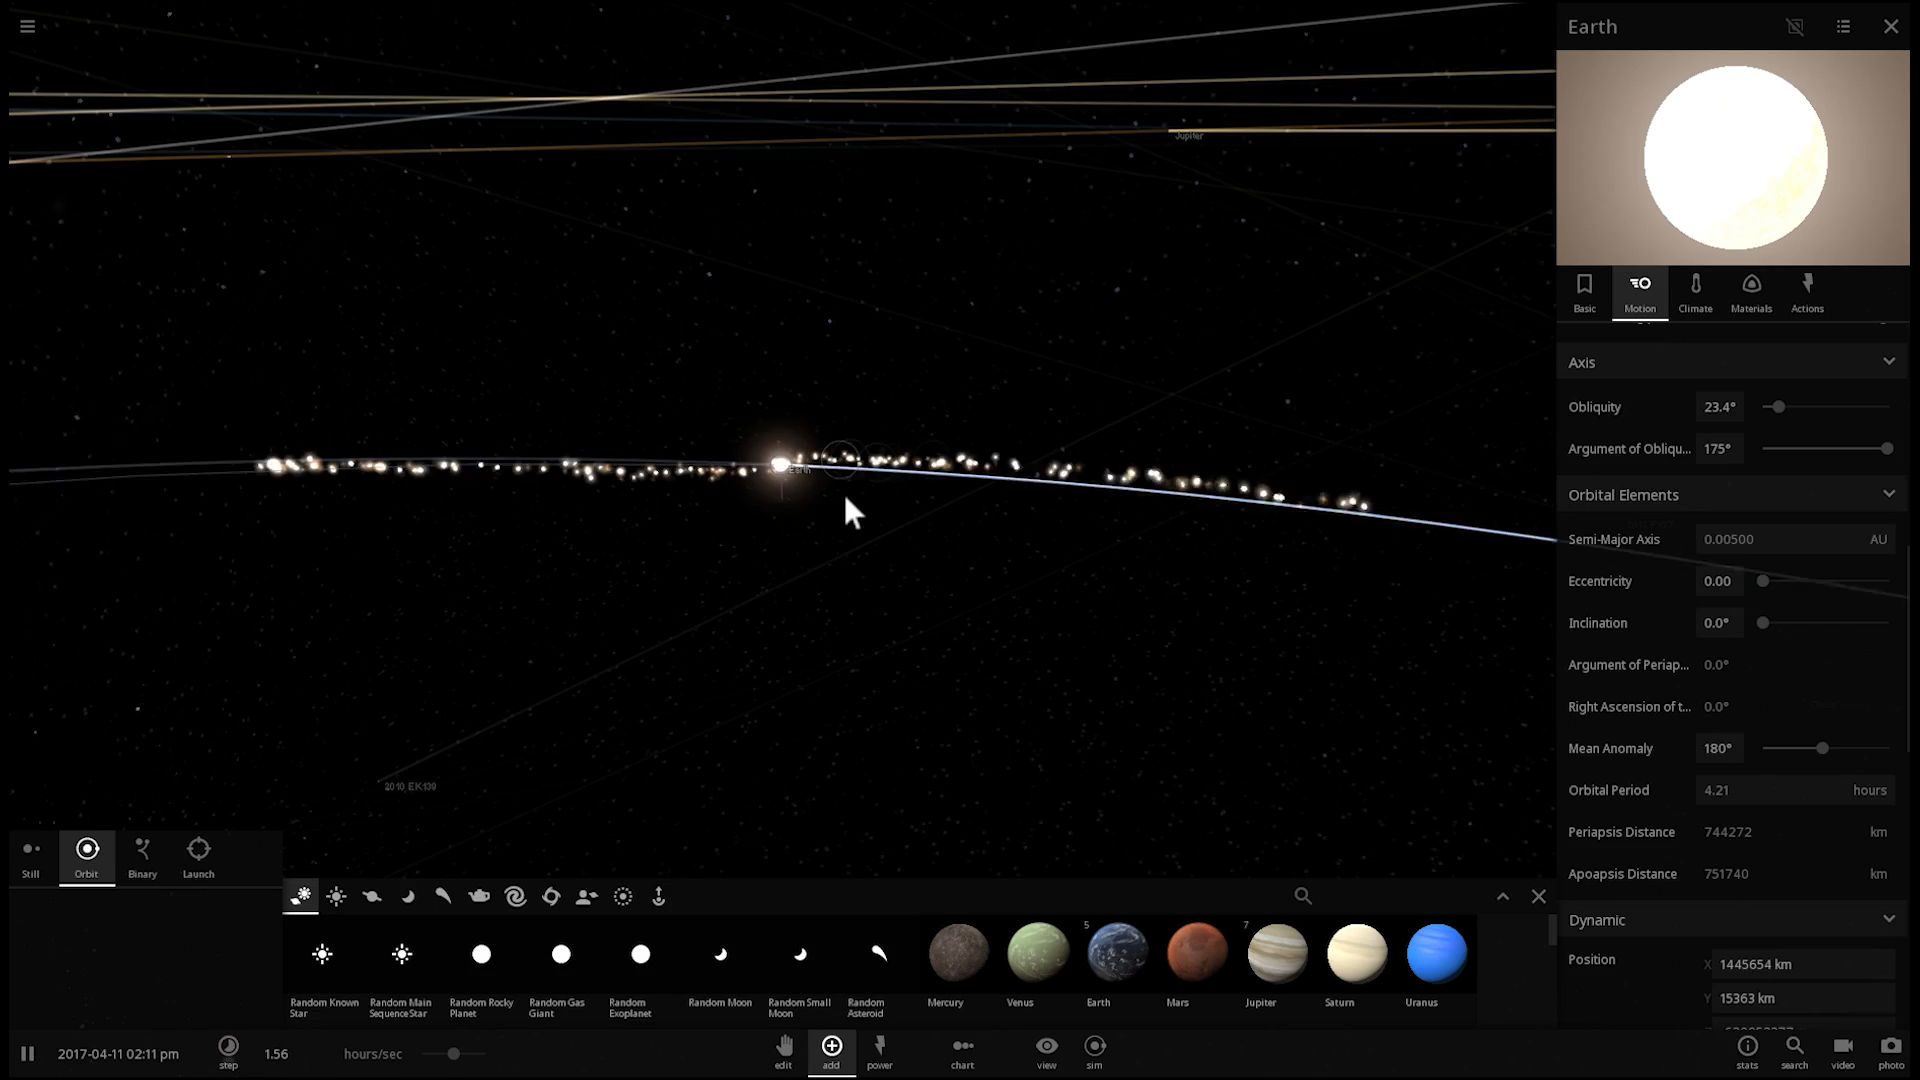 Earth
Jupiter
Basic
Motion
Climate
Materials
Actions
Axis
Obliquity 23.4°
Argument of Obliqu... 175°
Orbital Elements
Semi-Major Axis 0.00500 AU
Eccentricity 0.00
Inclination 0.0°
Argument of Periap... 0.0°
Right Ascension of t... 0.0°
Mean Anomaly 180°
Orbital Period 4.21 hours
Periapsis Distance 744272 km
Apoapsis Distance 751740 km
Dynamic
Position X 1445654 km
Y 15363 km
Earth
2010 EK139
Still
Orbit
Binary
Launch
5
7
Random Known Star
Random Main Sequence Star
Random Rocky Planet
Random Gas Giant
Random Exoplanet
Random Moon
Random Small Moon
Random Asteroid
Mercury
Venus
Earth
Mars
Jupiter
Saturn
Uranus
2017-04-11 02:11 pm
step
1.56 hours/sec
edit
add
power
chart
view
sim
stats
search
video
photo